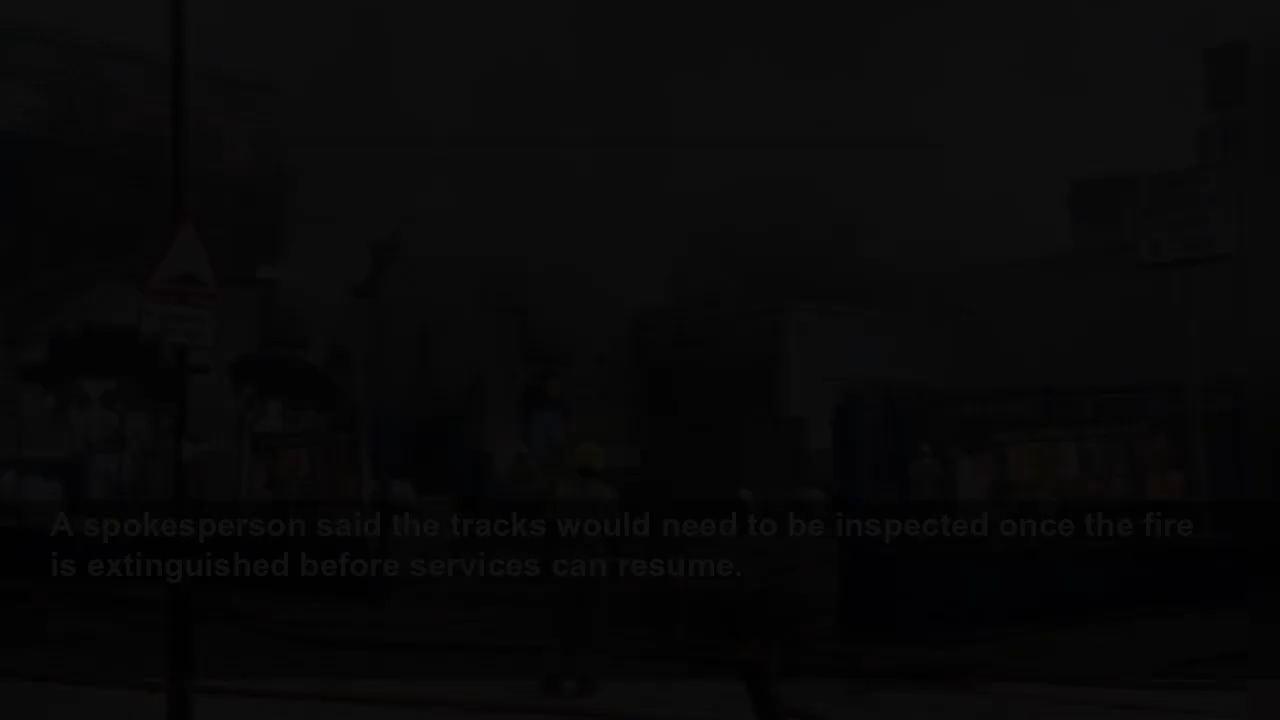 A spokesperson said the tracks would need to be inspected once the fire
is extinguished before services can resume.